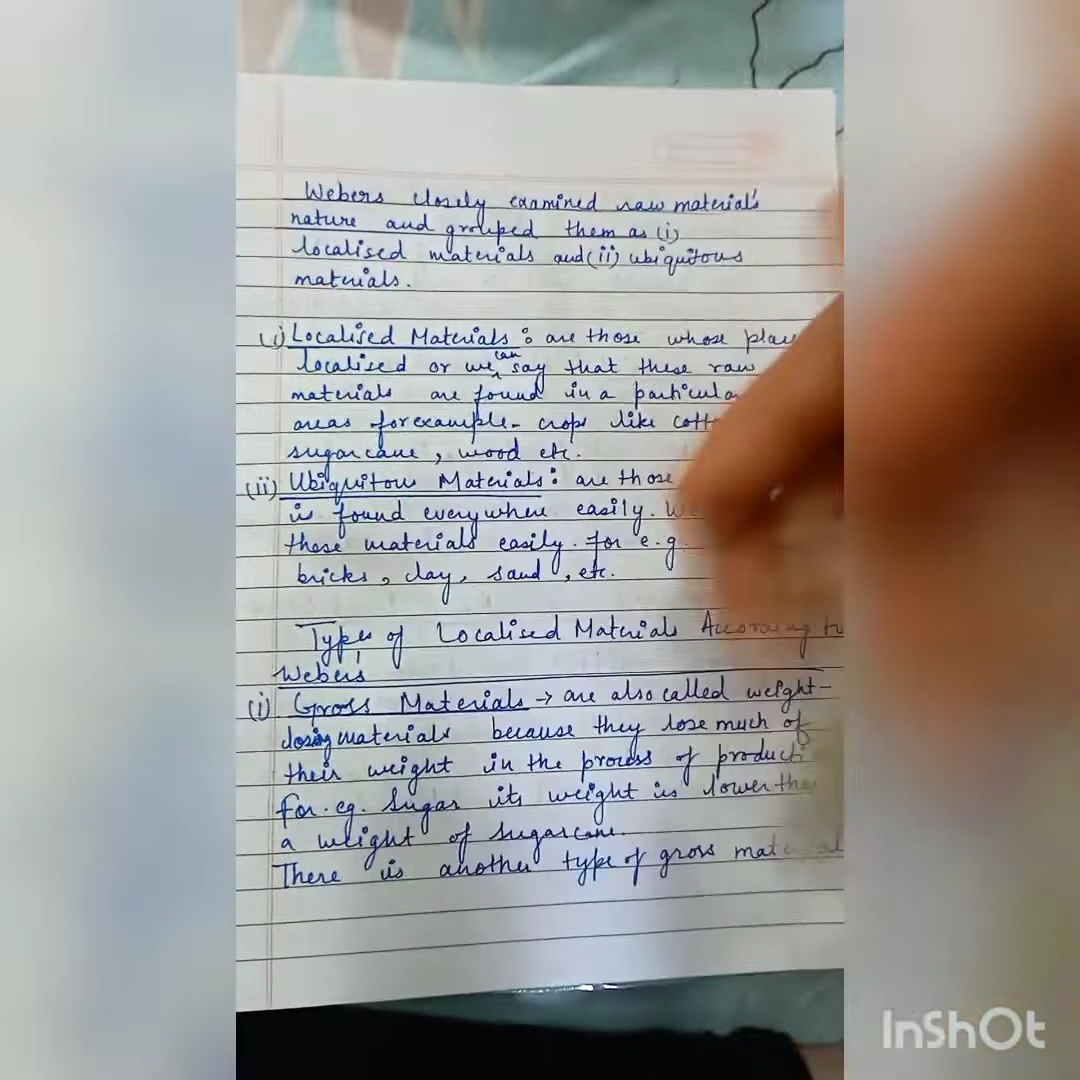 Webers closely examined raw material's
nature and grouped them as (i)
localised materials and (ii) ubiquitous
materials.
(i) Localised Materials : are those whose
localised or we can say that these raw
materials are found in a
areas for example - crops like
sugarcane, wood etc.
(ii) Ubiquitous Materials : are those
is found everywhere easily.
these materials easily. for e.g.
bricks, clay, sand, etc.
Types of Localised Materials According to
Webers
(i) Gross Materials → are also called weight-
losing materials because they lose much of
their weight in the process of
for. eg. Sugar its weight is lower
a weight of sugarcane.
There is another type of gross
InShOt